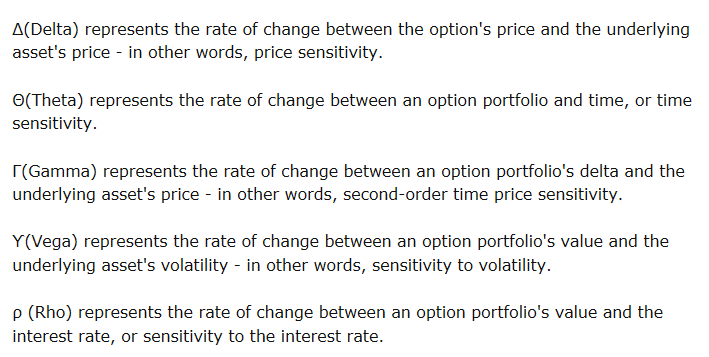 Δ(Delta) represents the rate of change between the option's price and the underlying
asset's price - in other words, price sensitivity.
Θ(Theta) represents the rate of change between an option portfolio and time, or time
sensitivity.
Γ(Gamma) represents the rate of change between an option portfolio's delta and the
underlying asset's price - in other words, second-order time price sensitivity.
ϒ(Vega) represents the rate of change between an option portfolio's value and the
underlying asset's volatility - in other words, sensitivity to volatility.
ρ (Rho) represents the rate of change between an option portfolio's value and the
interest rate, or sensitivity to the interest rate.